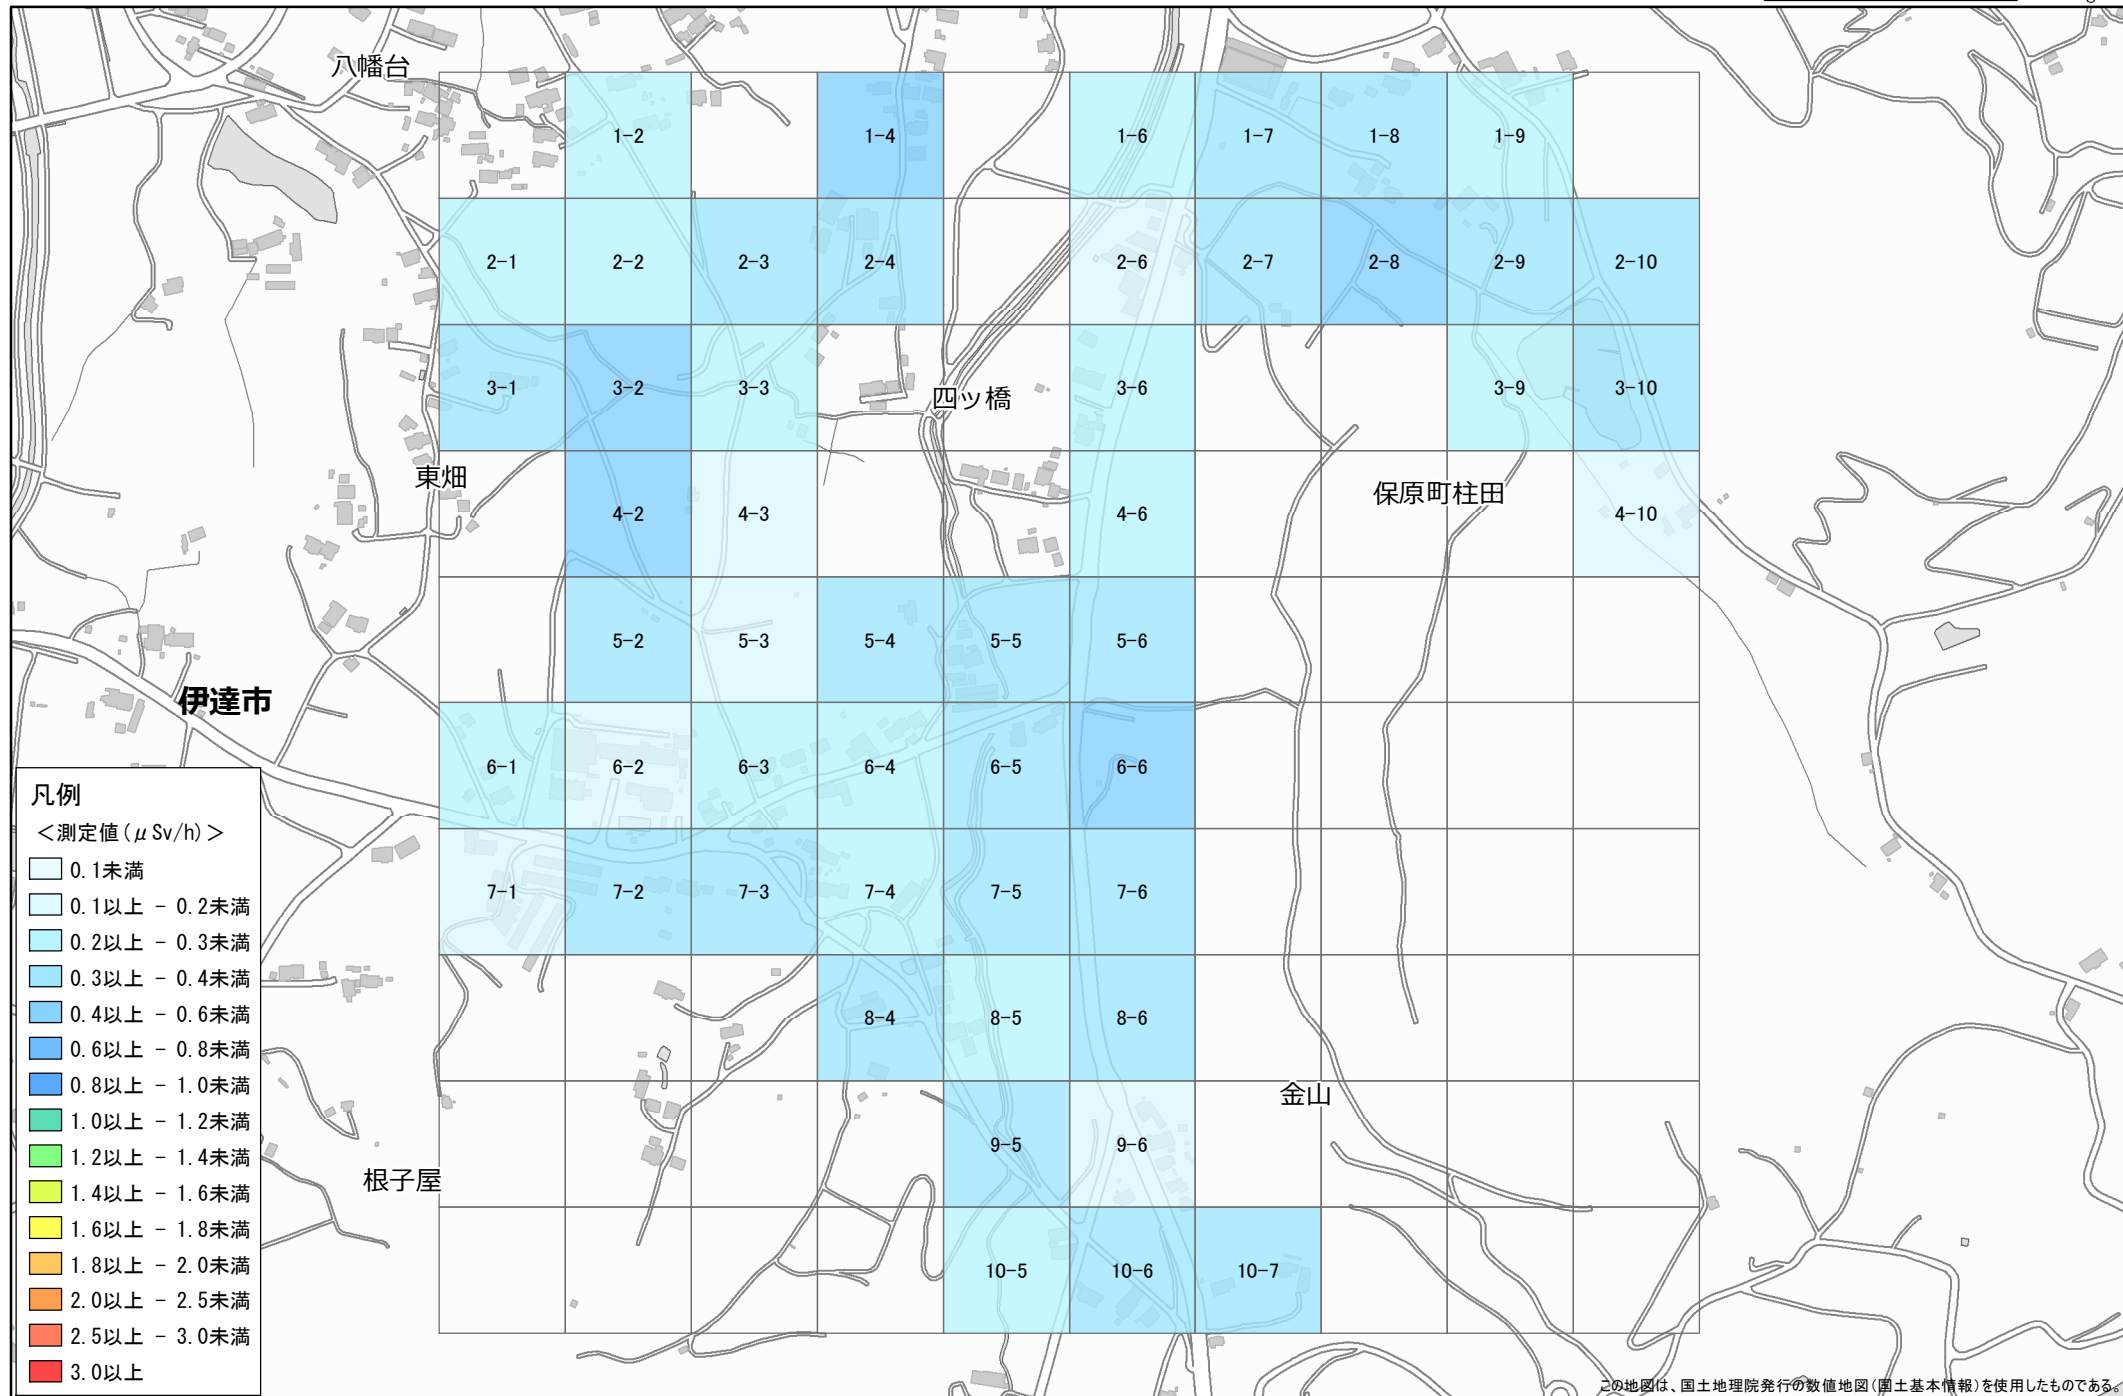 八幡台
1-2 1-4 1-6 1-7 1-8 1-9
2-1 2-2 2-3 2-4 2-6 2-7 2-8 2-9 2-10
3-1 3-2 3-3 3-6 3-9 3-10
四ッ橋
東畑
保原町柱田
4-2 4-3 4-6 4-10
5-2 5-3 5-4 5-5 5-6
伊達市
6-1 6-2 6-3 6-4 6-5 6-6
7-1 7-2 7-3 7-4 7-5 7-6
8-4 8-5 8-6
金山
9-5 9-6
根子屋
10-5 10-6 10-7
凡例
＜測定値(μSv/h)＞
0.1未満
0.1以上 - 0.2未満
0.2以上 - 0.3未満
0.3以上 - 0.4未満
0.4以上 - 0.6未満
0.6以上 - 0.8未満
0.8以上 - 1.0未満
1.0以上 - 1.2未満
1.2以上 - 1.4未満
1.4以上 - 1.6未満
1.6以上 - 1.8未満
1.8以上 - 2.0未満
2.0以上 - 2.5未満
2.5以上 - 3.0未満
3.0以上
この地図は、国土地理院発行の数値地図(国土基本情報)を使用したものである。